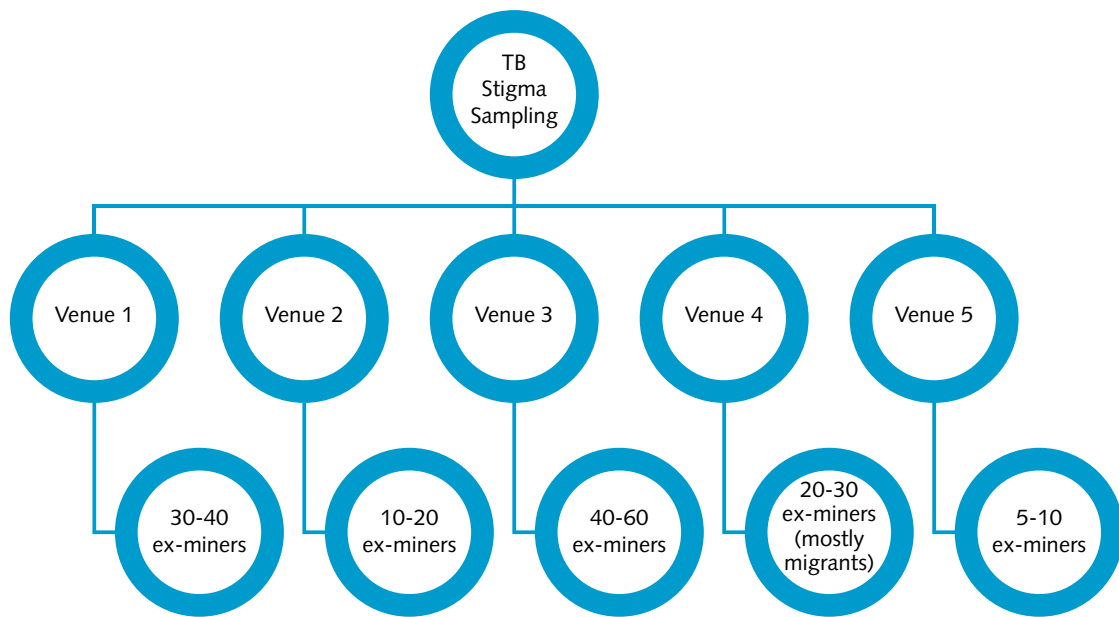 TB
Stigma
Sampling
Venue 1
Venue 2
Venue 3
Venue 4
Venue 5
30-40
ex-miners
10-20
ex-miners
40-60
ex-miners
20-30
ex-miners
(mostly
migrants)
5-10
ex-miners